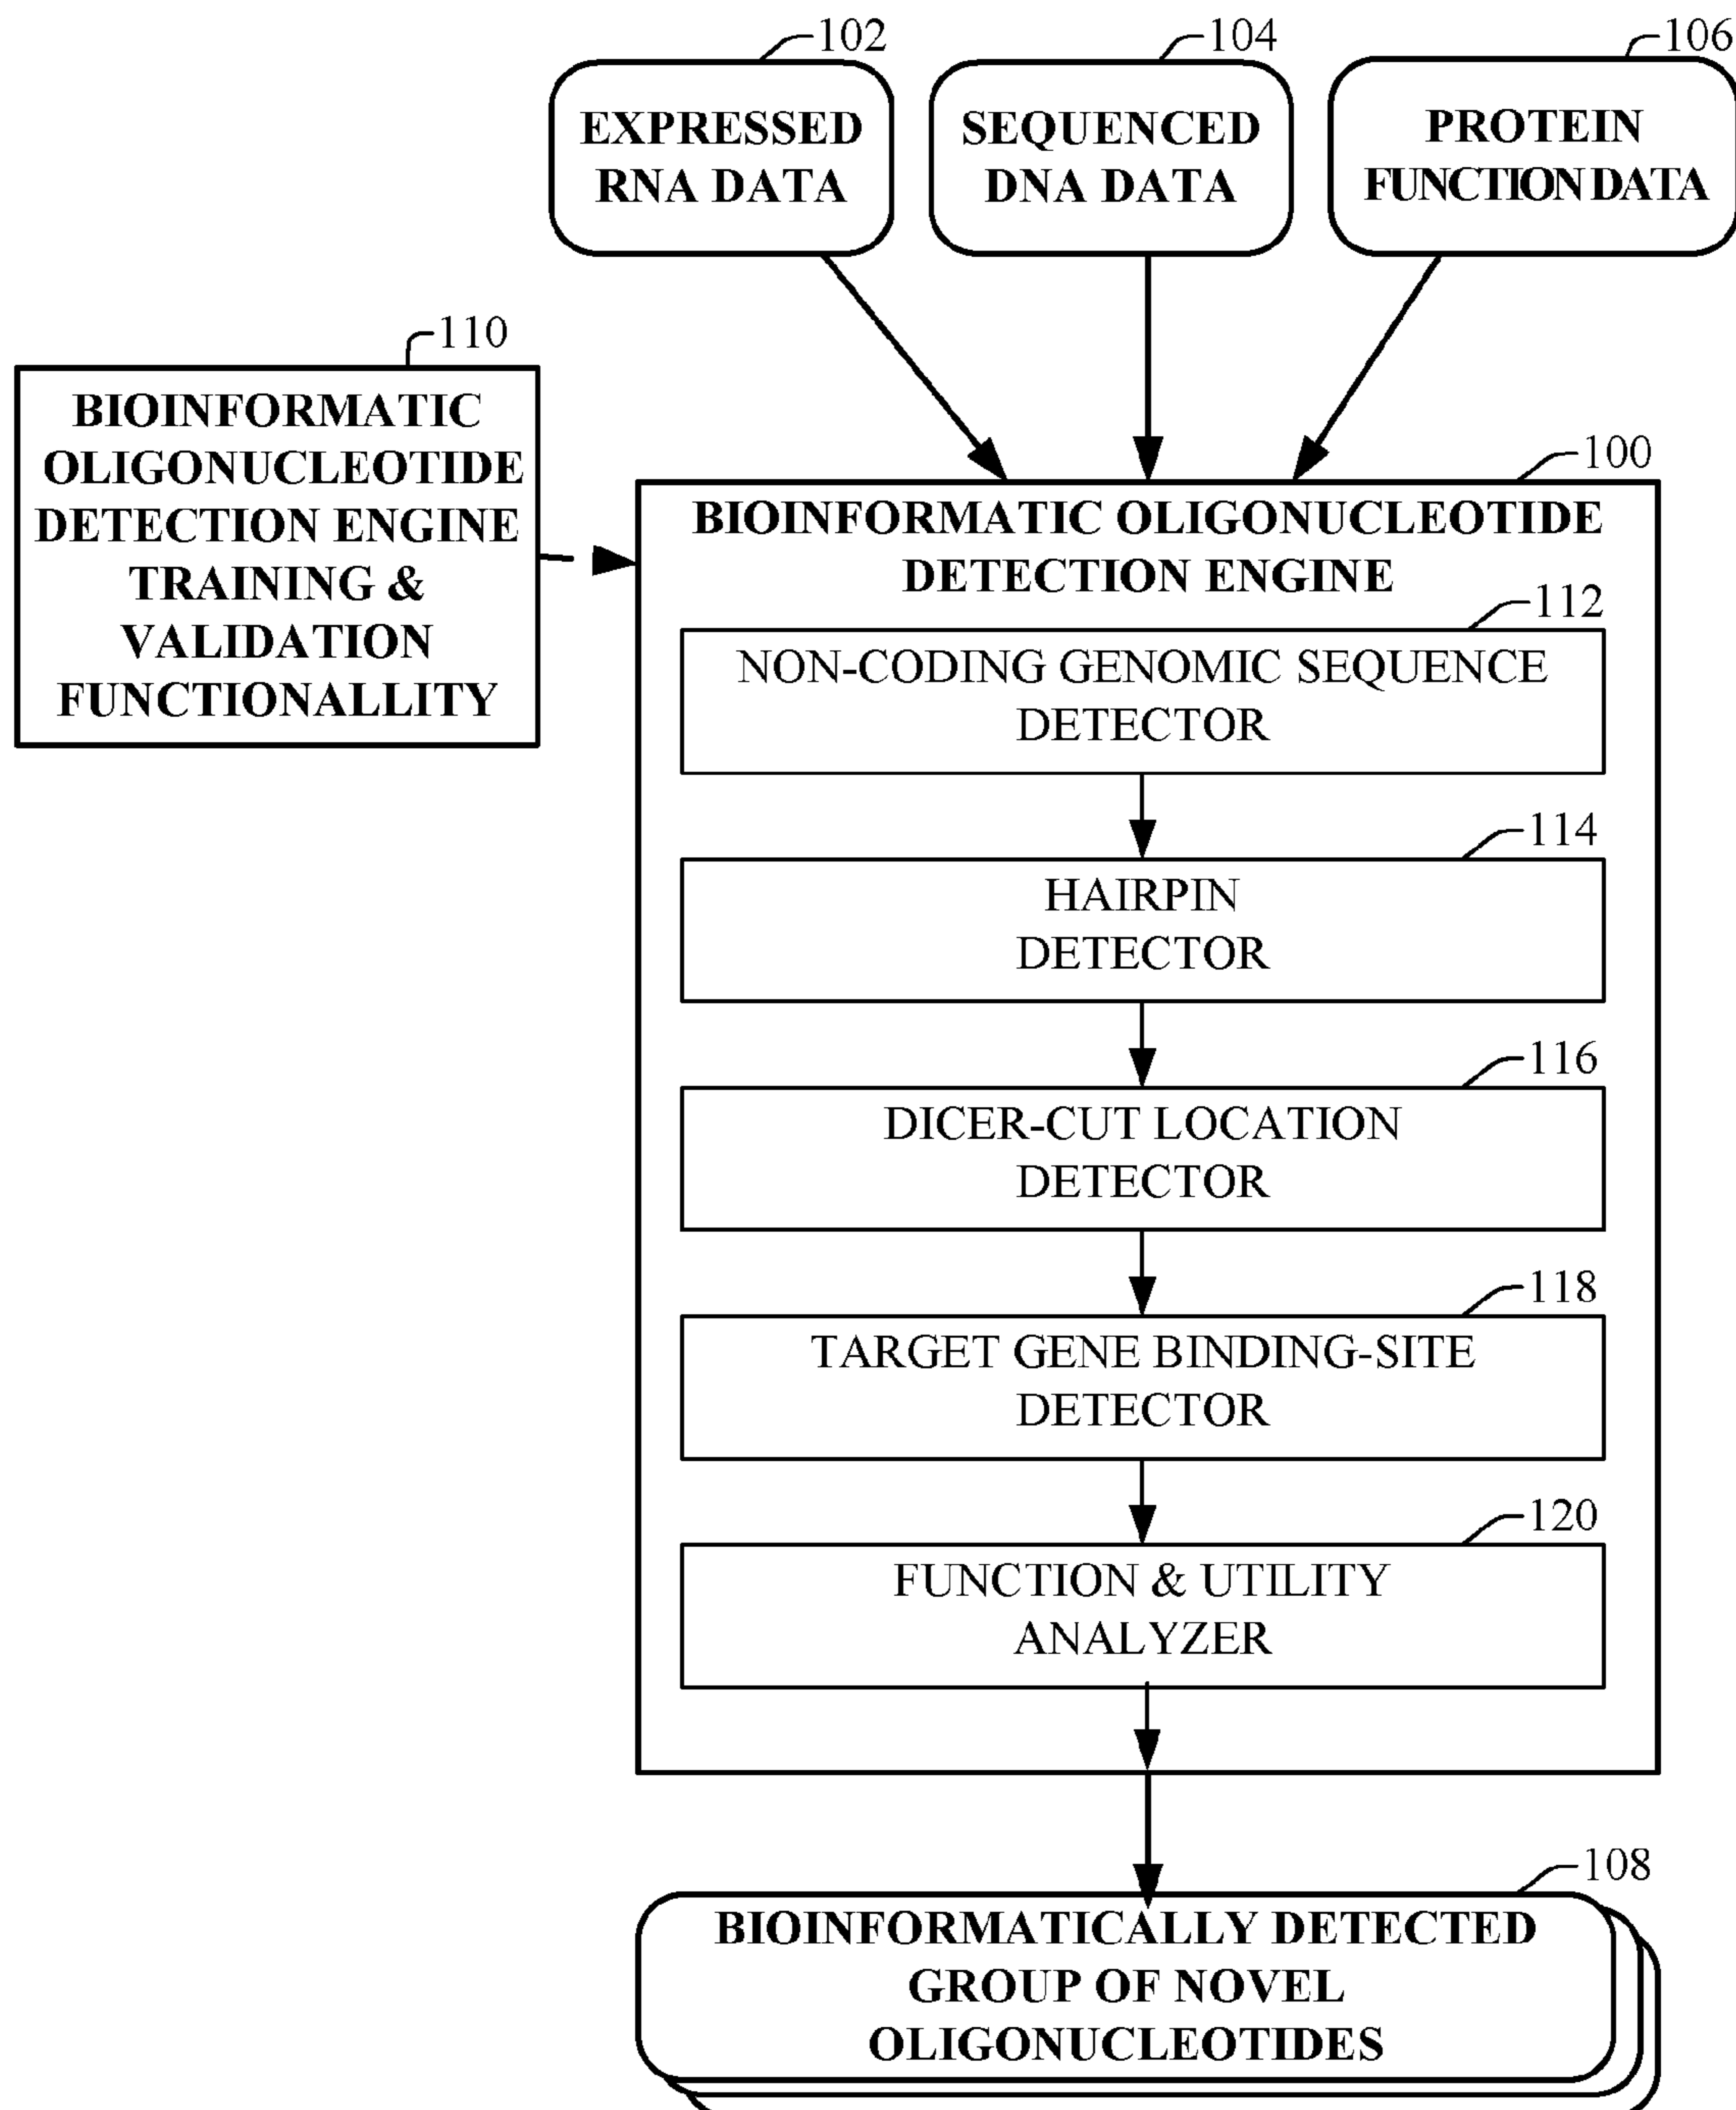 102
104
106
EXPRESSED
RNA DATA
SEQUENCED
DNA DATA
PROTEIN
FUNCTION DATA
110
BIOINFORMATIC
OLIGONUCLEOTIDE
DETECTION ENGINE
TRAINING &
VALIDATION
FUNCTIONALLITY
100
BIOINFORMATIC OLIGONUCLEOTIDE
DETECTION ENGINE
112
NON-CODING GENOMIC SEQUENCE
DETECTOR
114
HAIRPIN
DETECTOR
116
DICER-CUT LOCATION
DETECTOR
118
TARGET GENE BINDING-SITE
DETECTOR
120
FUNCTION & UTILITY
ANALYZER
108
BIOINFORMATICALLY DETECTED
GROUP OF NOVEL
OLIGONUCLEOTIDES